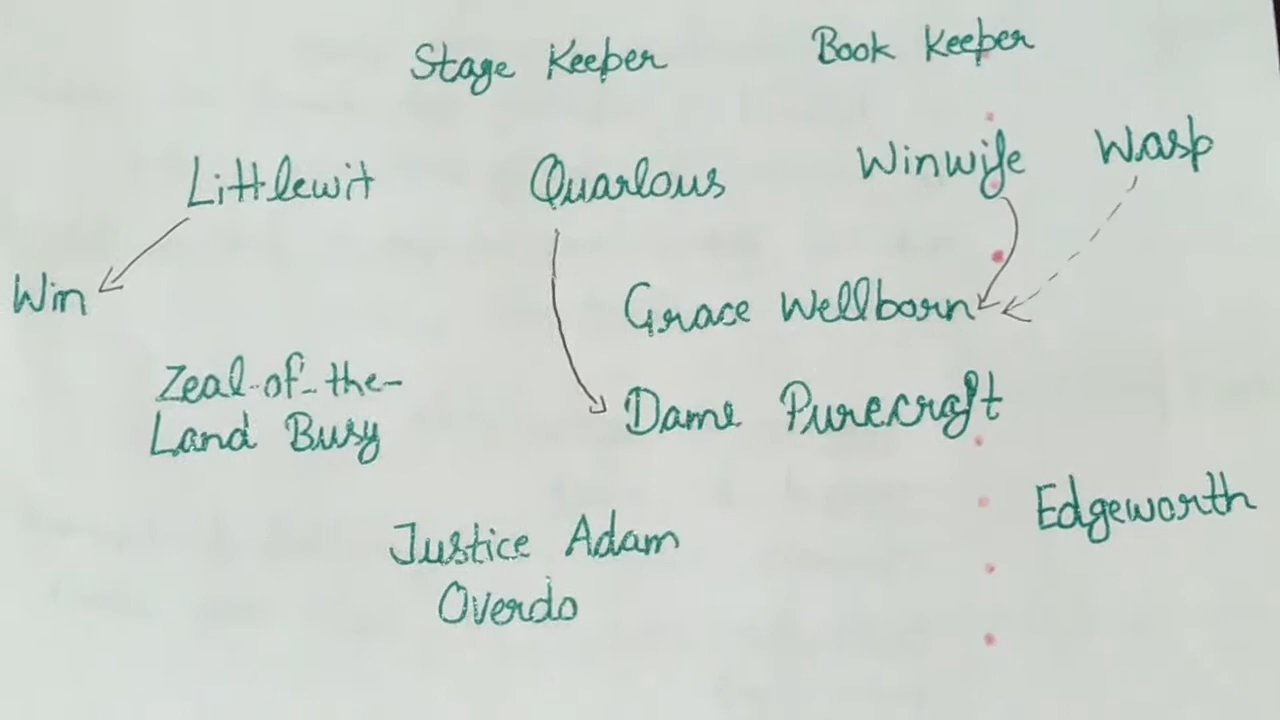 Stage Keeper Book Keeper
Littlewit Quarlous Winwife Wasp
Win Grace Wellborn
Zeal-of-the-
Land Busy
Dame Purecraft
Edgeworth
Justice Adam
Overdo